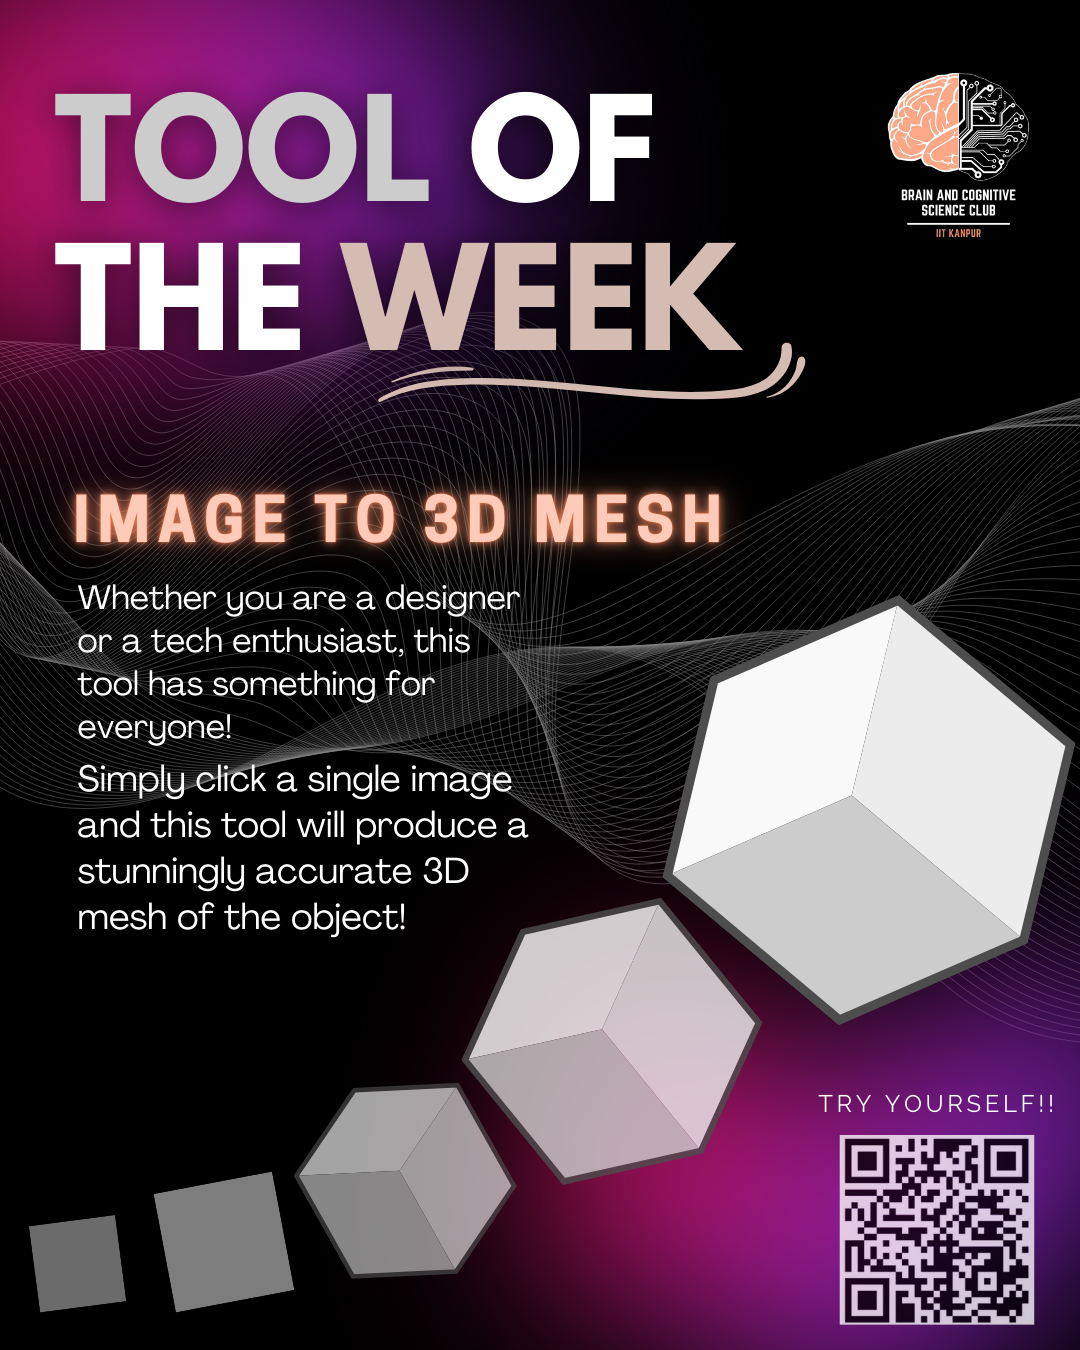 TOOL OF
THE WEEK
BRAIN AND COGNITIVE
SCIENCE CLUB
IIT KANPUR
IMAGE TO 3D MESH
Whether you are a designer
or a tech enthusiast, this
tool has something for
everyone!
Simply click a single image
and this tool will produce a
stunningly accurate 3D
mesh of the object!
TRY YOURSELF!!